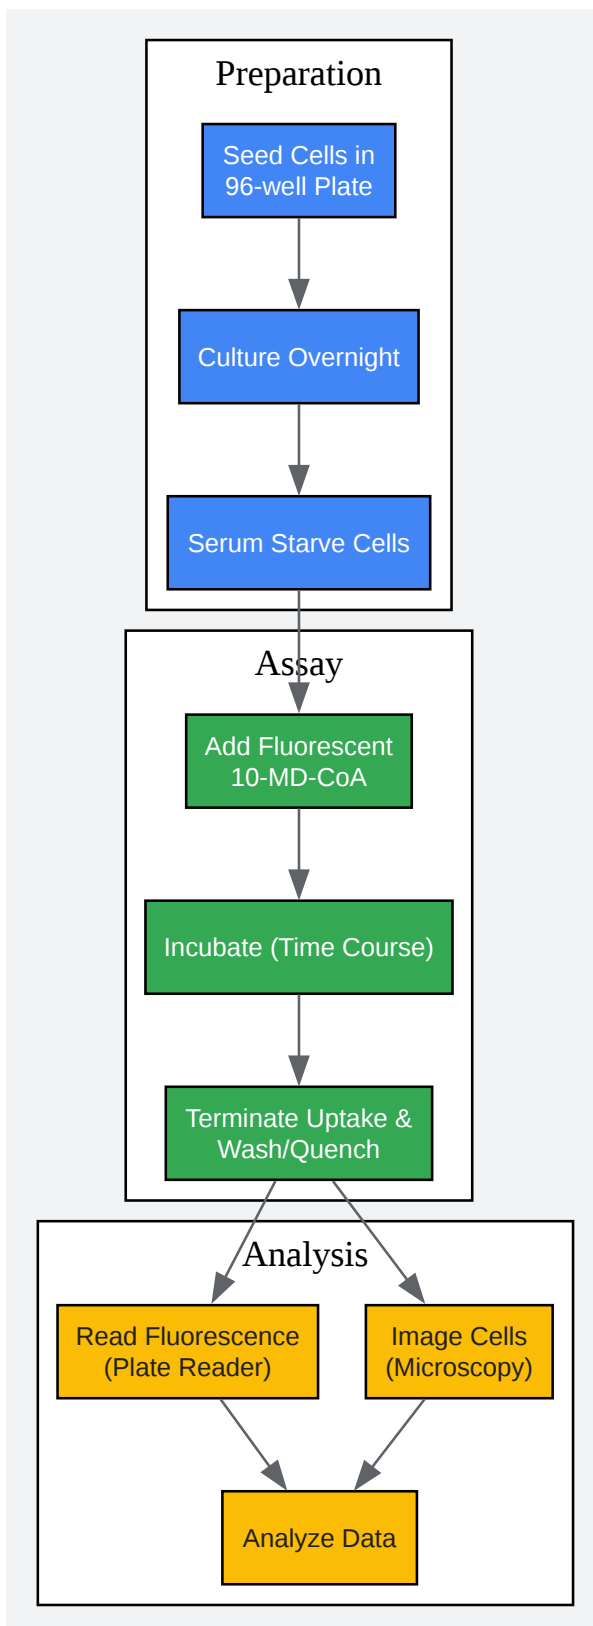 Preparation
Seed Cells in
96-well Plate
Culture Overnight
Serum Starve Cells
Assay
Add Fluorescent
10-MD-CoA
Incubate (Time Course)
Terminate Uptake &
Wash/Quench
Analysis
Read Fluorescence
(Plate Reader)
Image Cells
(Microscopy)
Analyze Data